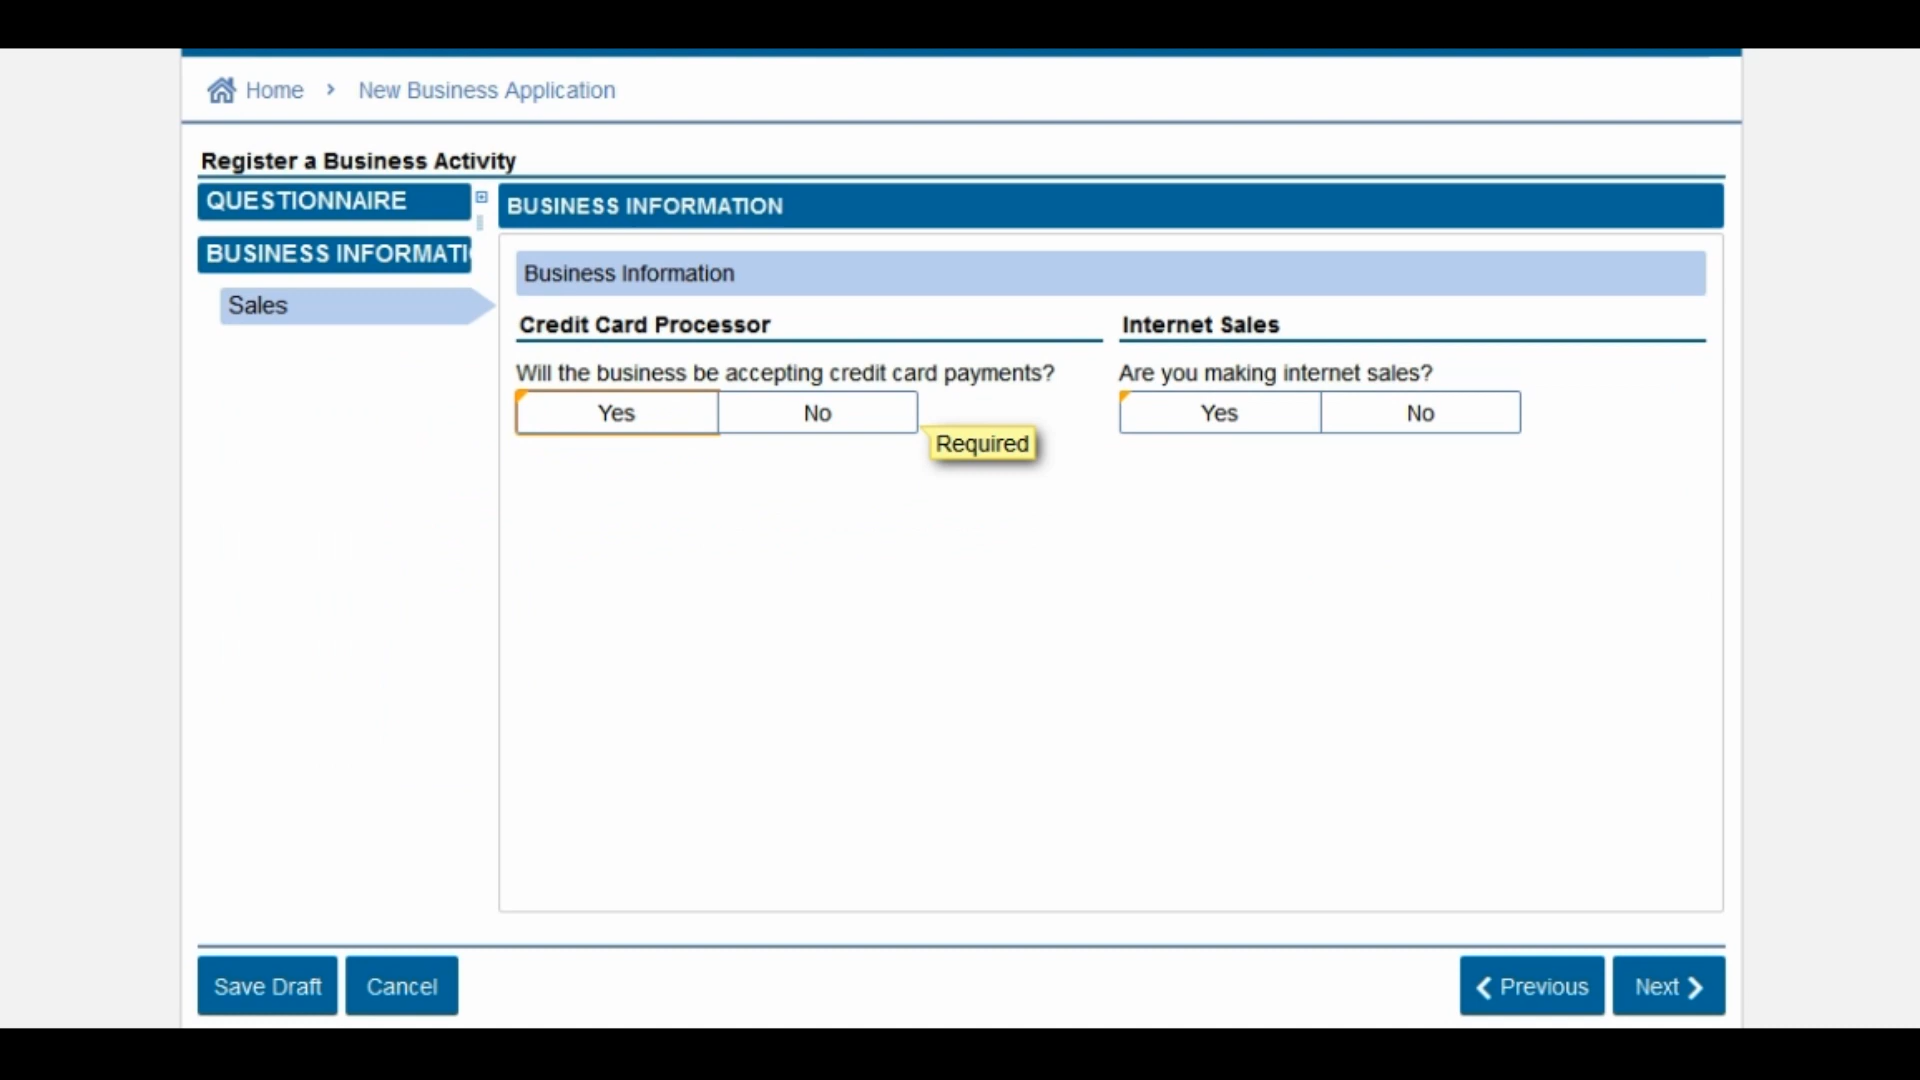 Home > New Business Application
Register a Business Activity
QUESTIONNAIRE
BUSINESS INFORMATI
Sales
BUSINESS INFORMATION
Business Information
Credit Card Processor
Will the business be accepting credit card payments?
Yes No
Required
Internet Sales
Are you making internet sales?
Yes No
Save Draft Cancel Previous Next